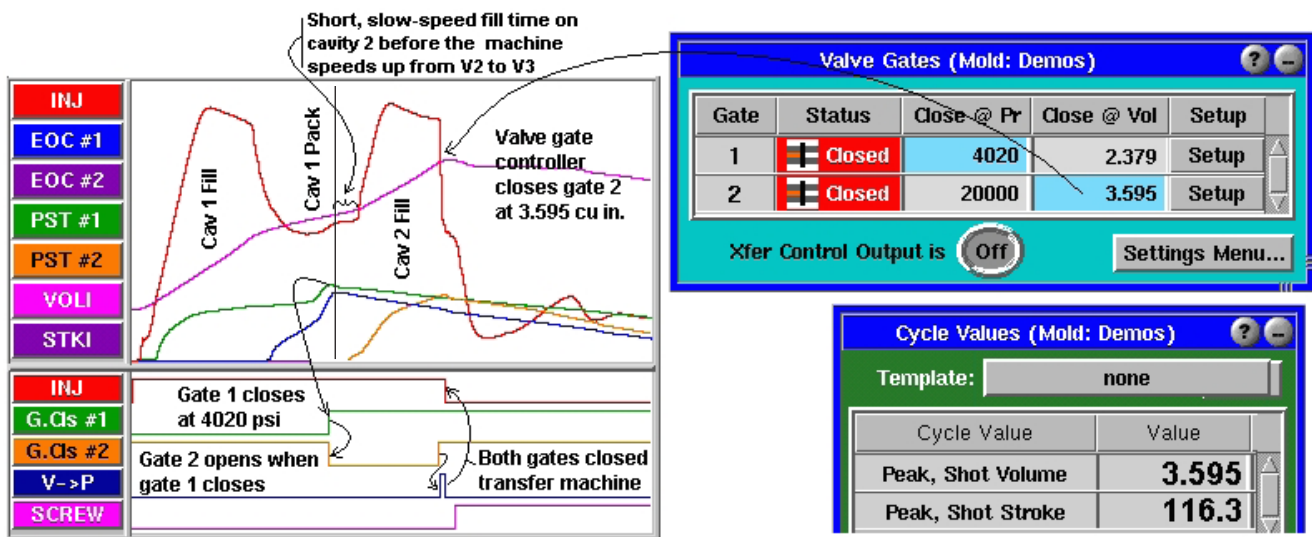 Short, slow-speed fill time on
cavity 2 before the machine
speeds up from V2 to V3
INJ
EOC #1
EOC #2
PST #1
PST #2
VOLI
STKI
Cav 1 Fill
Cav 1 Pack
Cav 2 Fill
Valve gate
controller
closes gate 2
at 3.595 cu in.
INJ
G.Cls #1
G.Cls #2
V->P
SCREW
Gate 1 closes
at 4020 psi
Gate 2 opens when
gate 1 closes
Both gates closed
transfer machine
Valve Gates (Mold: Demos)
? –
Gate Status Close @ Pr Close @ Vol Setup
1 Closed 4020 2.379 Setup
2 Closed 20000 3.595 Setup
Xfer Control Output is Off Settings Menu...
Cycle Values (Mold: Demos)
? –
Template: none
Cycle Value Value
Peak, Shot Volume 3.595
Peak, Shot Stroke 116.3